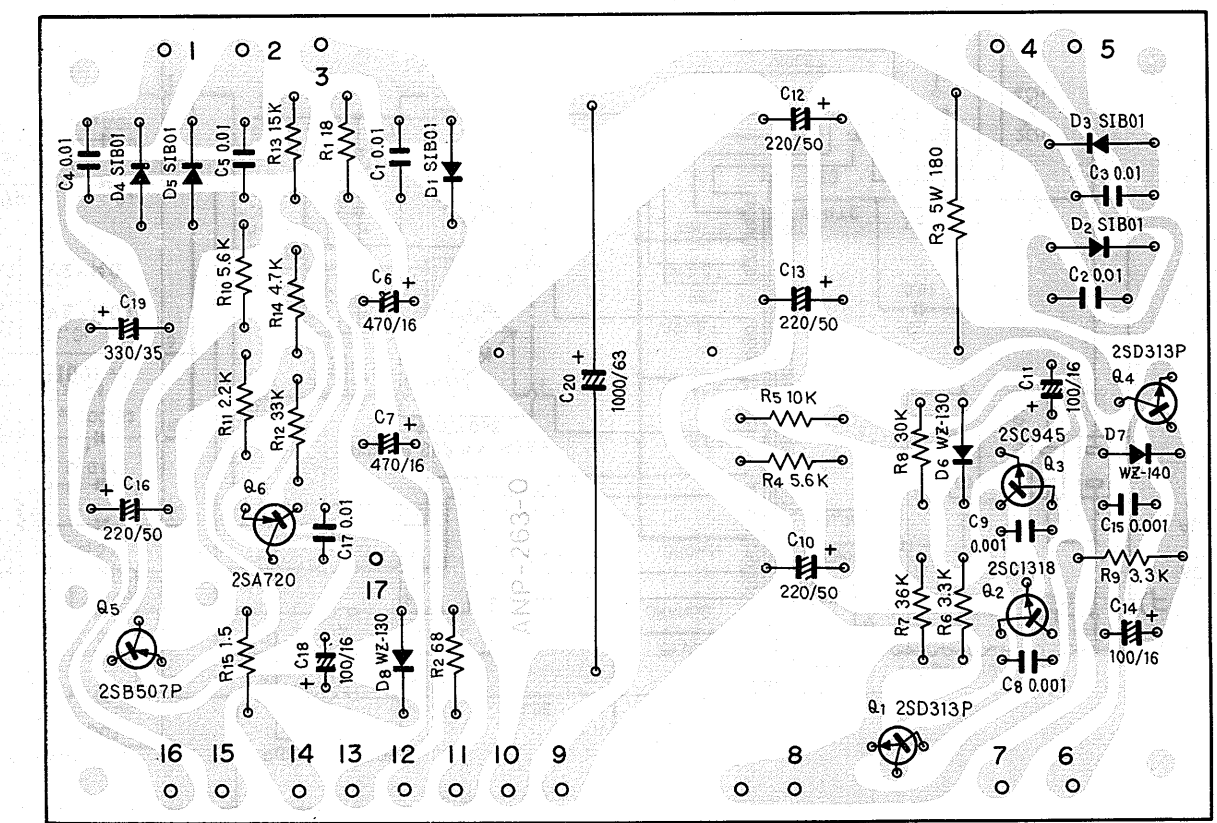 1 2 3 4 5
C4 0.01
D4 SIB01
D5 SIB01
C5 0.01
R13 15K
R1 18
C1 0.01
D1 SIB01
C12
+
220/50
R3 5W 180
D3 SIB01
C3 0.01
D2 SIB01
C2 0.01
R10 5.6K
R14 4.7K
C6
+
470/16
C13
+
220/50
+
C19
330/35
R11 2.2K
R12 33K
C7
+
470/16
+
C20
1000/63
R5 10K
R4 5.6K
R8 30K
D6 WZ-130
C11
+
100/16
2SD313P
Q4
2SC945
Q3
D7
WZ-140
+
C16
220/50
Q6
2SA720
C17 0.01
17
ANP-263-0
C10
+
220/50
C9
0.001
C15 0.001
R9 3.3K
2SC1318
Q2
R7 36K
R6 3.3K
C14
+
100/16
C8 0.001
Q5
2SB507P
R15 1.5
C18
+
100/16
D8 WZ-130
R2 68
Q1 2SD313P
16 15 14 13 12 11 10 9 8 7 6